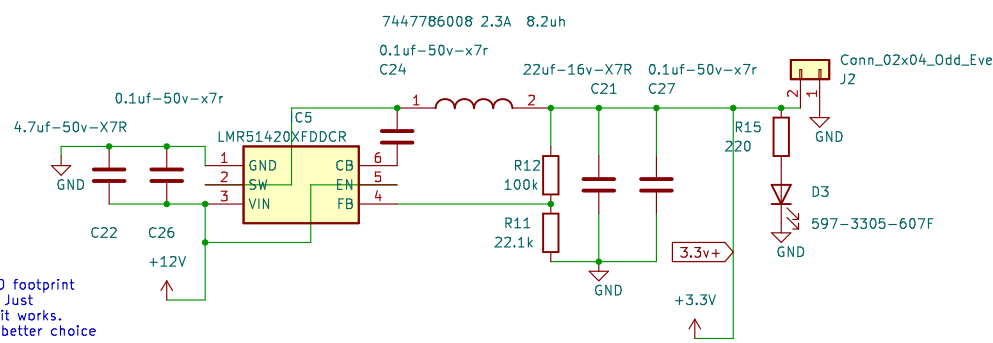 7447786008 2.3A 8.2uh
0.1uf-50v-x7r
C24
Conn_02x04_Odd_Eve
J2
22uf-16v-X7R
C21
0.1uf-50v-x7r
C27
0.1uf-50v-x7r
4.7uf-50v-X7R
C5
LMR51420XFDDCR
1
2
2
1
GND
R15
220
1
GND
CB
6
2
SW
EN
5
3
VIN
FB
4
GND
R12
100k
R11
22.1k
D3
597-3305-607F
GND
C22
C26
+12V
3.3v+
GND
+3.3V
0 footprint
Just
it works.
better choice